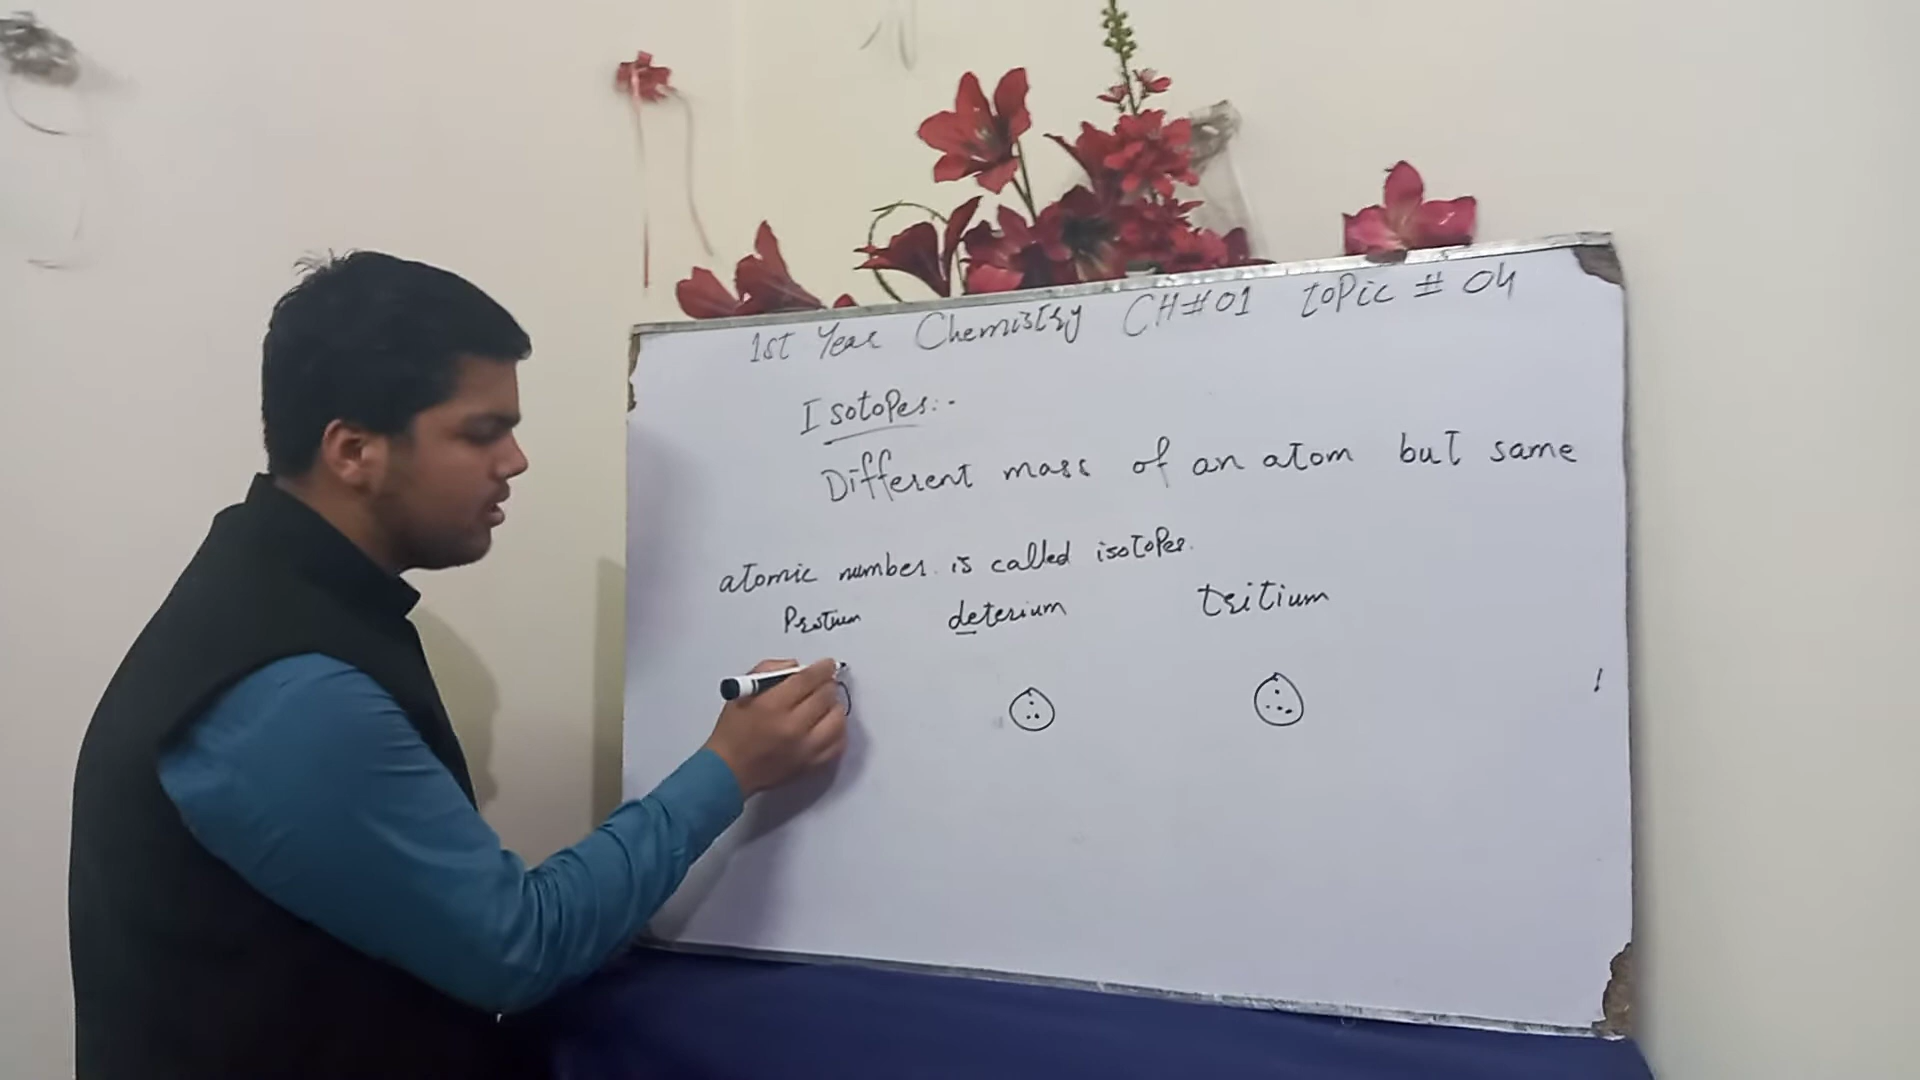 1st Year Chemistry CH#01 toPic # 04
Isotopes:-
Different mass of an atom but same
atomic number. is called isotopes.
Protium deterium tritium